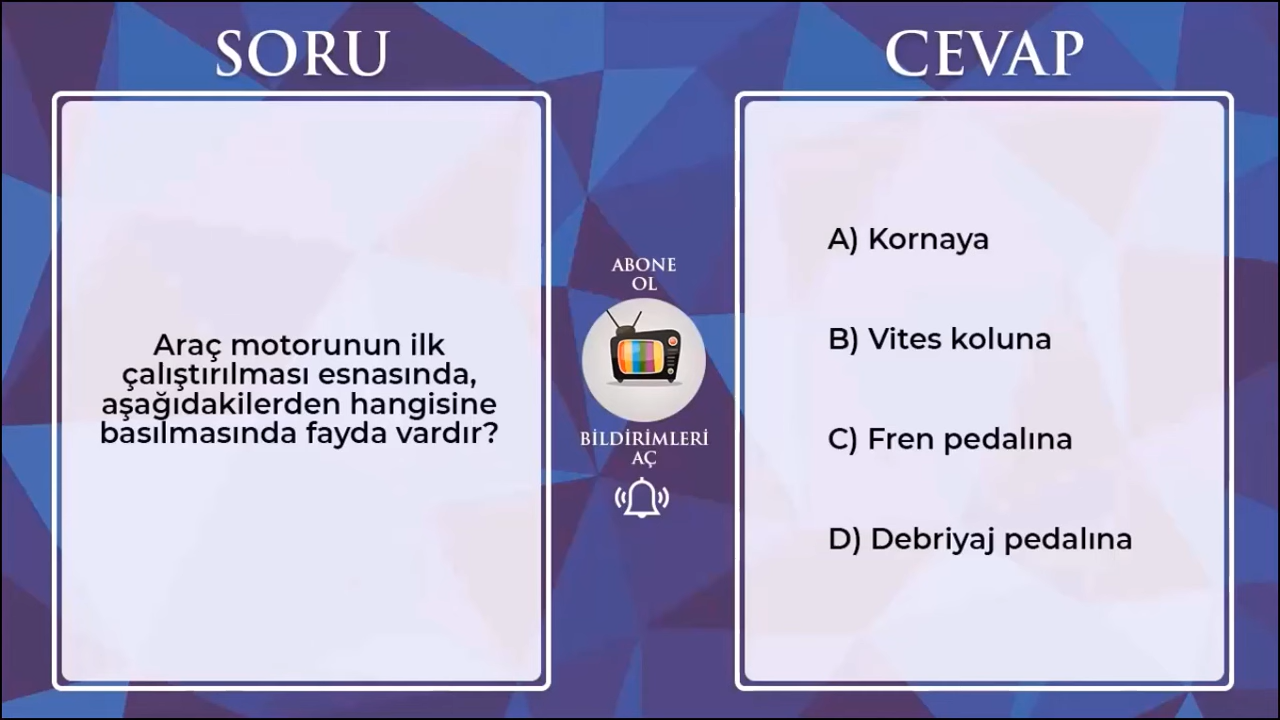 SORU
Araç motorunun ilk
çalıştırılması esnasında,
aşağıdakilerden hangisine
basılmasında fayda vardır?
ABONE
OL
BİLDİRİMLERİ
AÇ
CEVAP
A) Kornaya
B) Vites koluna
C) Fren pedalına
D) Debriyaj pedalına